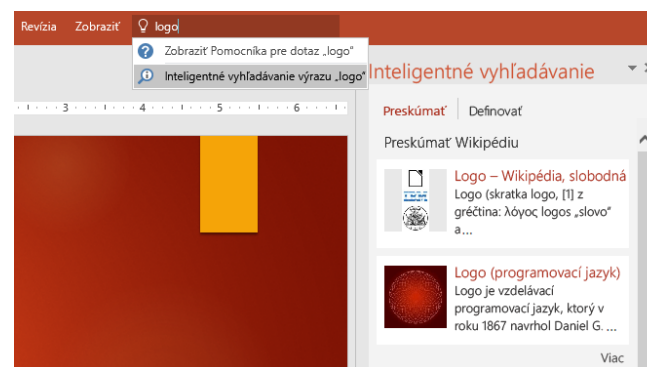 Revízia Zobraziť logo
Zobraziť Pomocníka pre dotaz „logo“
Inteligentné vyhľadávanie výrazu „logo“
3 4 5 6
Inteligentné vyhľadávanie
Preskúmať Definovať
Preskúmať Wikipédiu
Logo – Wikipédia, slobodná
Logo (skratka logo, [1] z
gréčtina: λόγος logos „slovo“
a...
IBM
Logo (programovací jazyk)
Logo je vzdelávací
programovací jazyk, ktorý v
roku 1867 navrhol Daniel G. ...
Viac